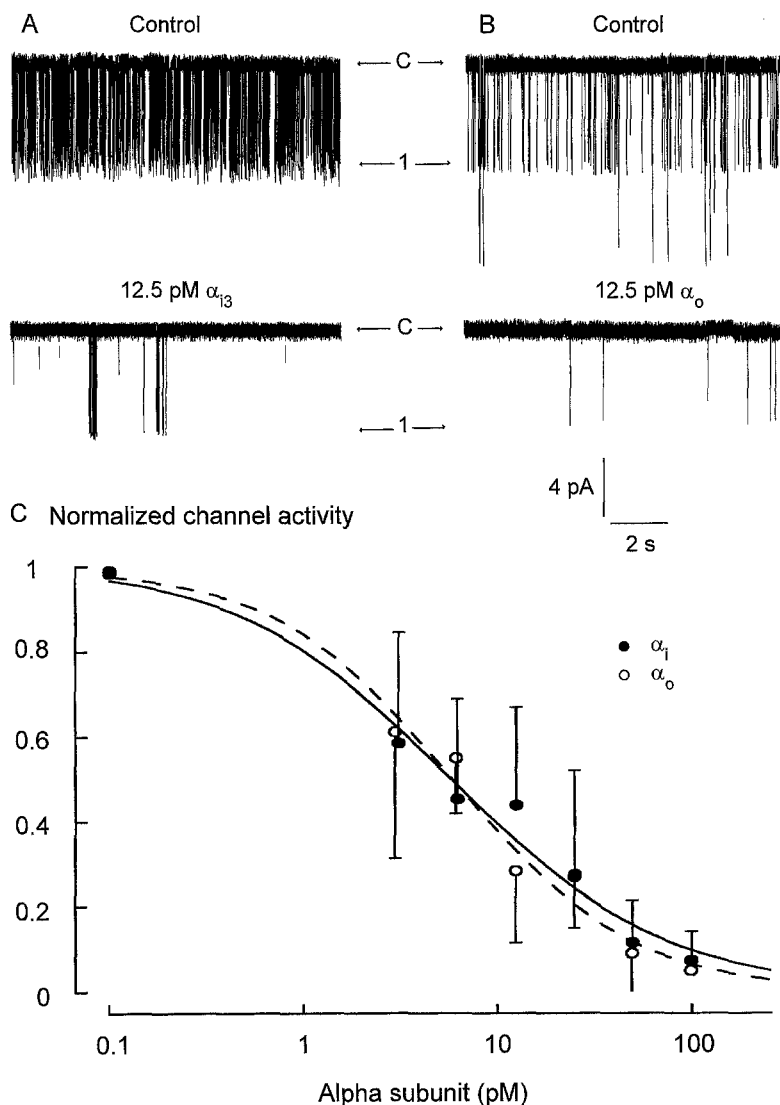 A Control B Control
C
1
12.5 pM αi3 12.5 pM αo
C
1
4 pA
2 s
C Normalized channel activity
1
0.8
0.6
0.4
0.2
0
αi
αo
0.1 1 10 100
Alpha subunit (pM)